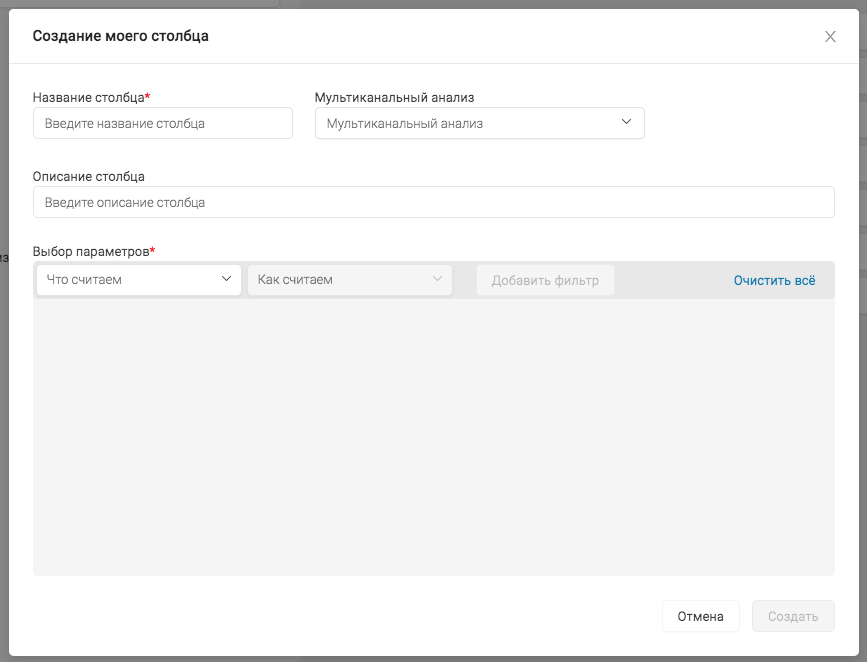 Создание моего столбца
Название столбца*
Мультиканальный анализ
Введите название столбца
Мультиканальный анализ
Описание столбца
Введите описание столбца
Выбор параметров*
Что считаем
Как считаем
Добавить фильтр
Очистить всё
Отмена
Создать